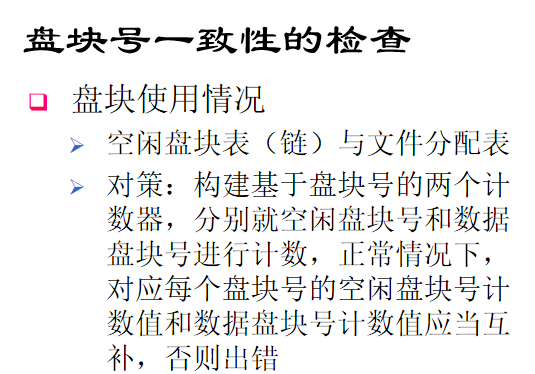 盘块号一致性的检查
盘块使用情况
空闲盘块表（链）与文件分配表
对策：构建基于盘块号的两个计
数器，分别就空闲盘块号和数据
盘块号进行计数，正常情况下，
对应每个盘块号的空闲盘块号计
数值和数据盘块号计数值应当互
补，否则出错